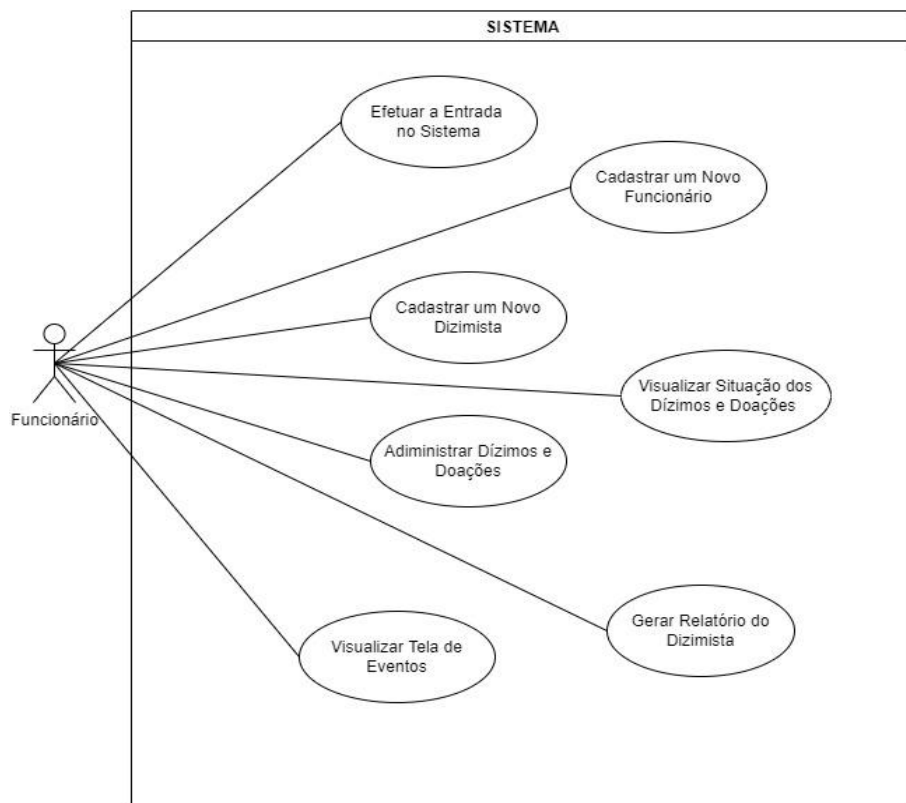 SISTEMA
Efetuar a Entrada
no Sistema
Cadastrar um Novo
Funcionário
Cadastrar um Novo
Dizimista
Visualizar Situação dos
Dízimos e Doações
Funcionário
Adiministrar Dízimos e
Doações
Gerar Relatório do
Dizimista
Visualizar Tela de
Eventos